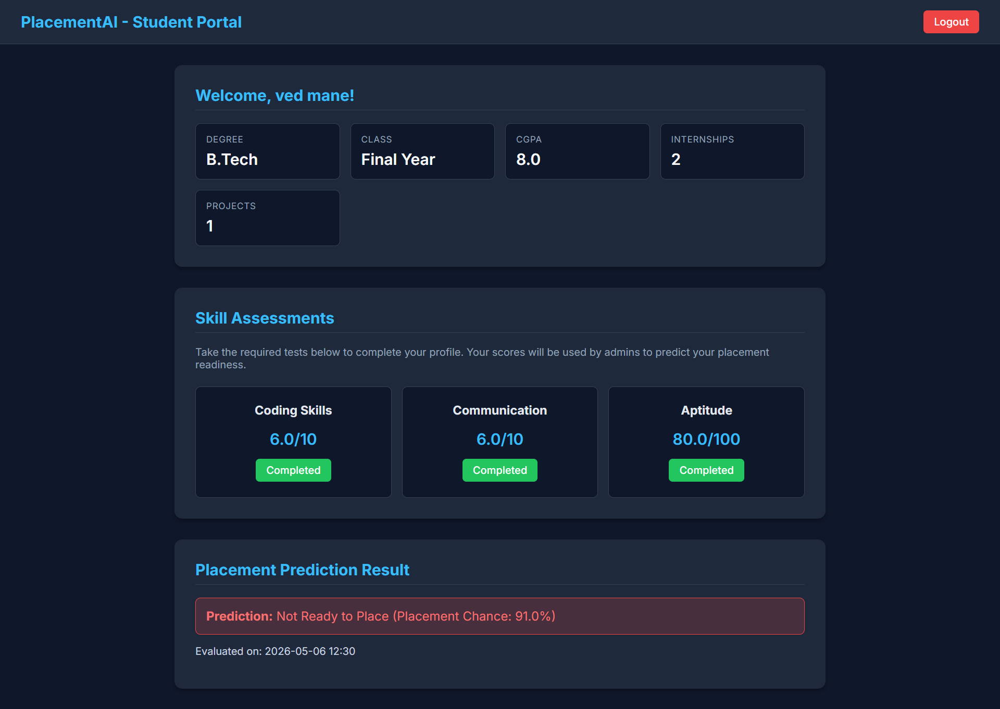 PlacementAI - Student Portal
Logout
Welcome, ved mane!
DEGREE
B.Tech
CLASS
Final Year
CGPA
8.0
INTERNSHIPS
2
PROJECTS
1
Skill Assessments
Take the required tests below to complete your profile. Your scores will be used by admins to predict your placement
readiness.
Coding Skills
6.0/10
Completed
Communication
6.0/10
Completed
Aptitude
80.0/100
Completed
Placement Prediction Result
Prediction: Not Ready to Place (Placement Chance: 91.0%)
Evaluated on: 2026-05-06 12:30